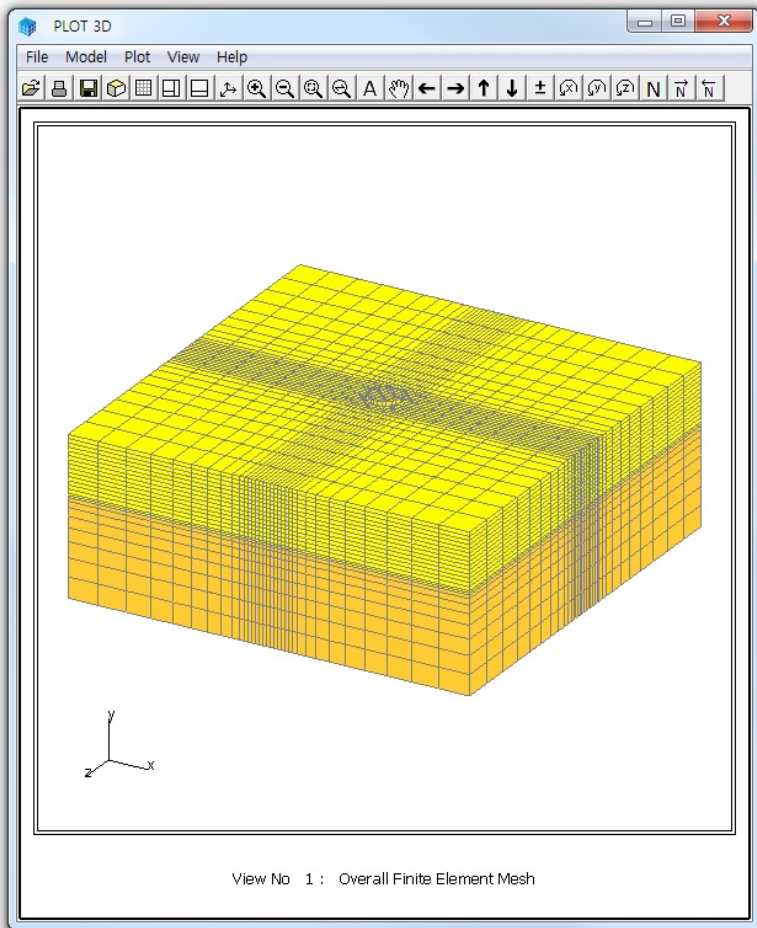 PLOT 3D
File Model Plot View Help
A ± x y z N N N
y
x
z
View No 1 : Overall Finite Element Mesh